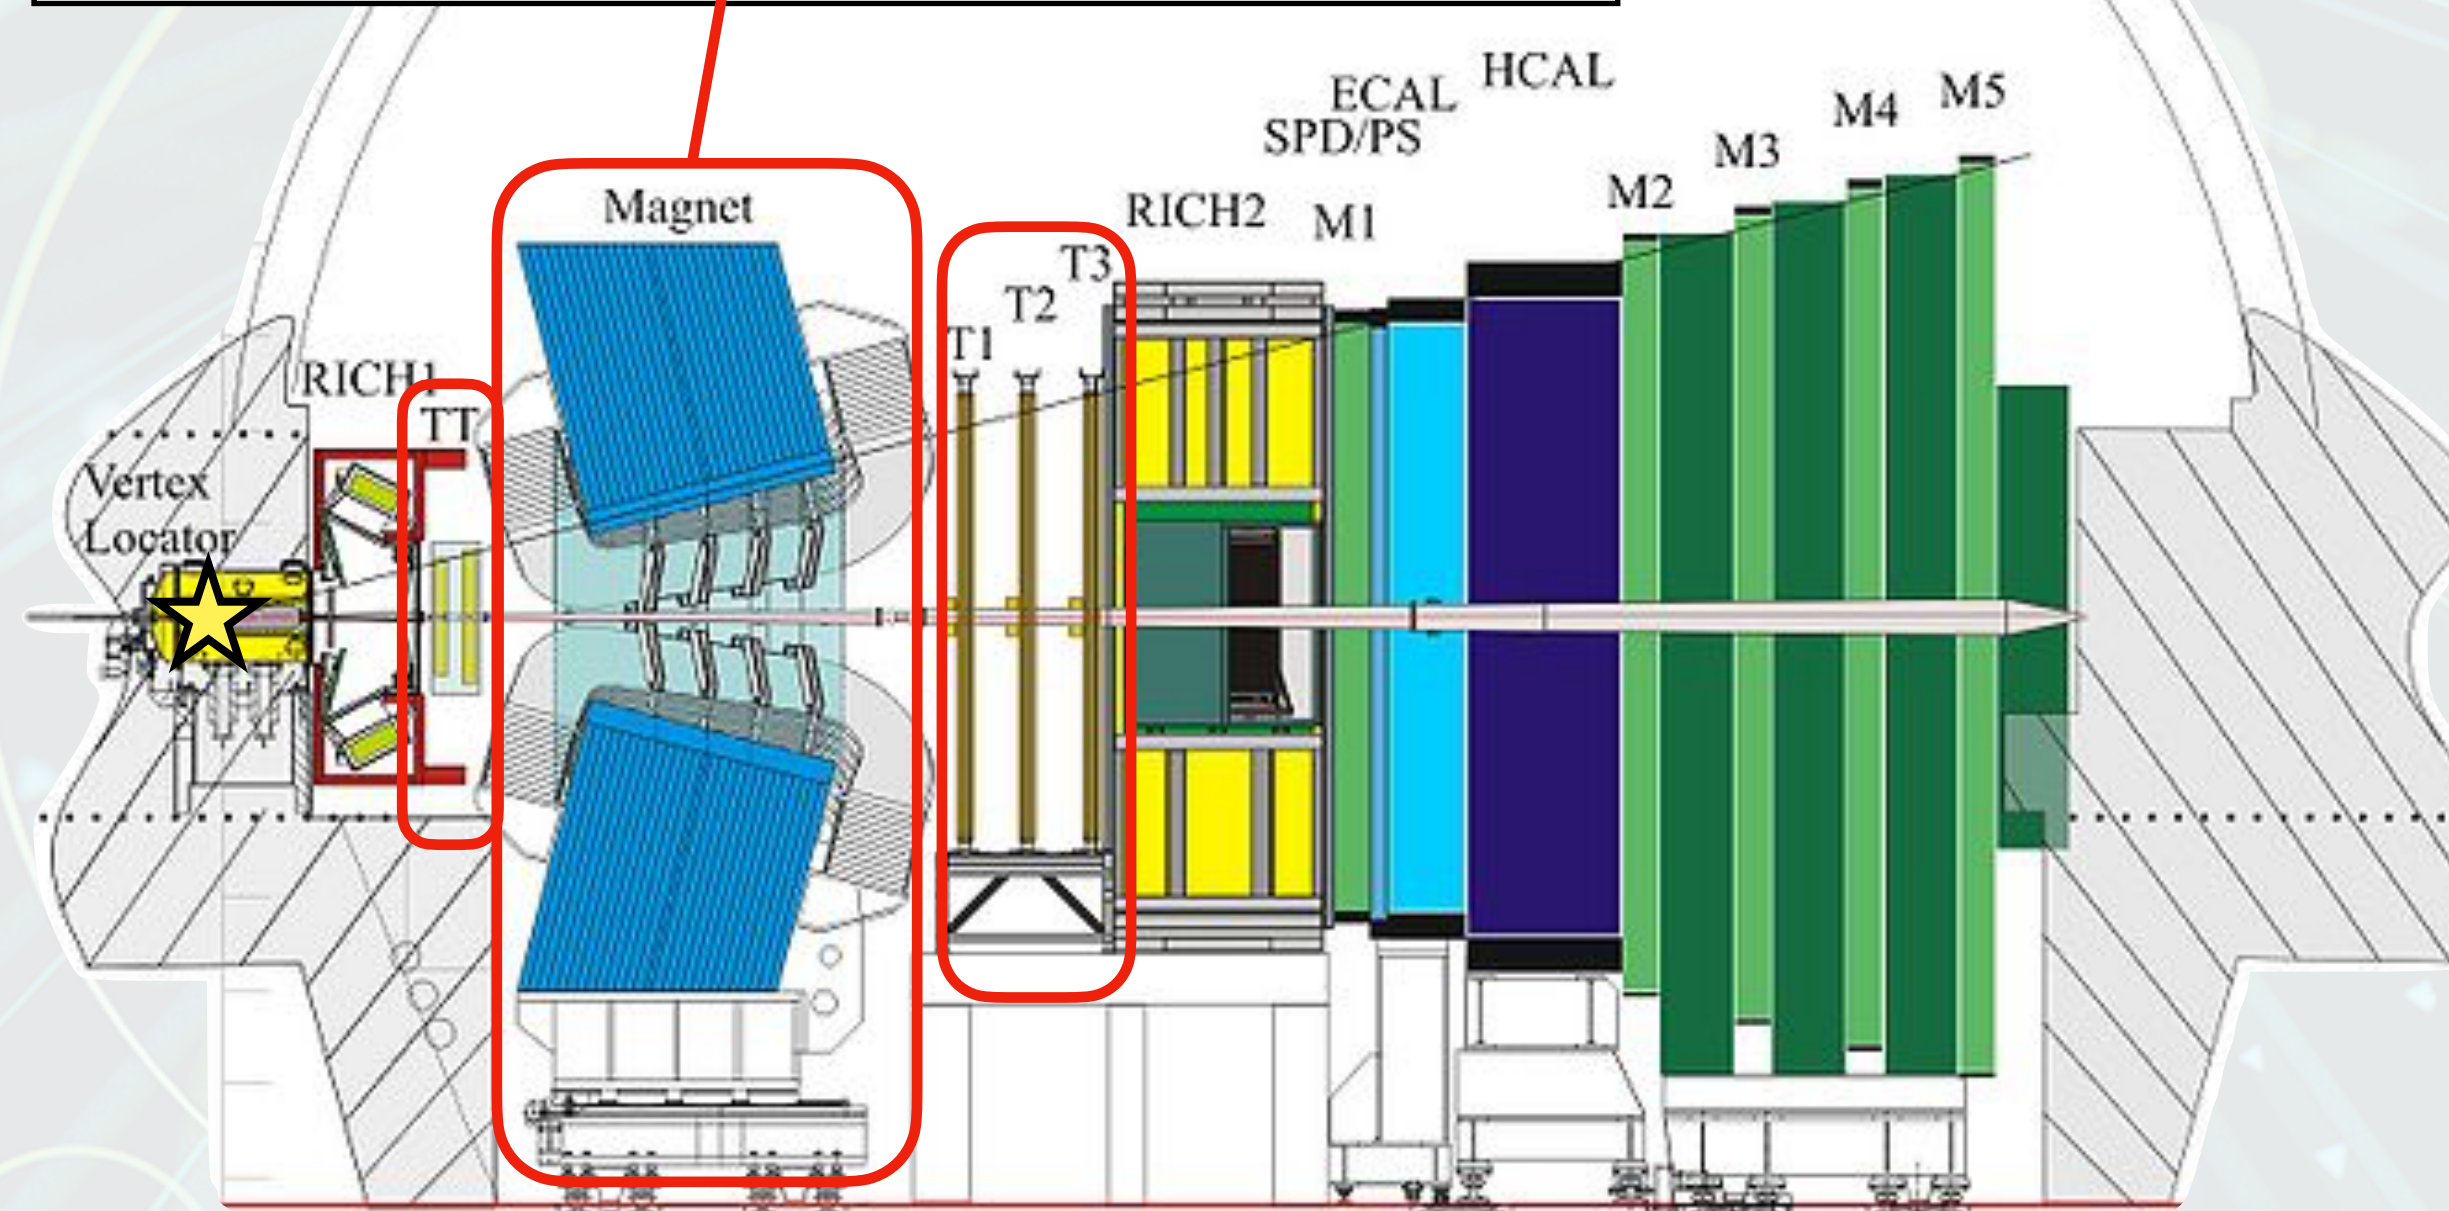 HCAL
ECAL
SPD/PS
M5
M4
M3
M2
Magnet
RICH2
M1
T3
T2
T1
RICH1
TT
Vertex
Locator